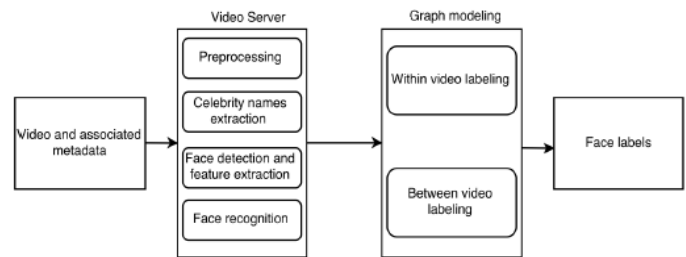 Video Server
Graph modeling
Preprocessing
Celebrity names
extraction
Face detection and
feature extraction
Face recognition
Video and associated
metadata
Within video labeling
Between video
labeling
Face labels